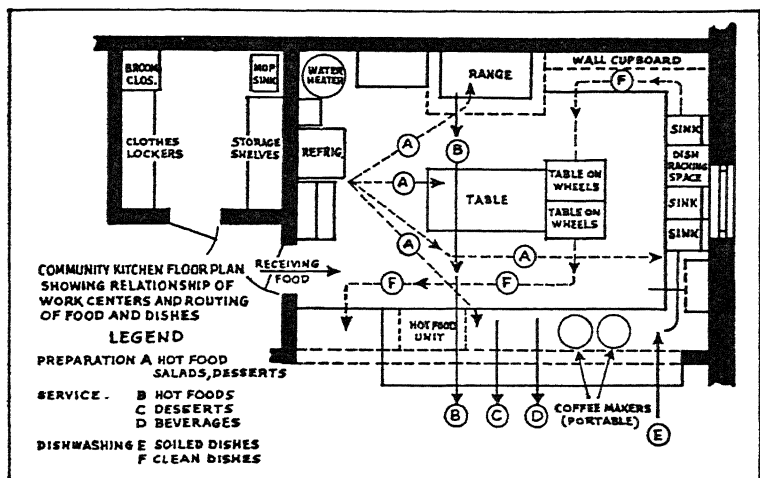 BROOM
CLOS.
MOP
SINK
WATER
HEATER
RANGE
WALL CUPBOARD
F
CLOTHES
LOCKERS
STORAGE
SHELVES
REFRIG.
A
B
A
A
TABLE
TABLE ON
WHEELS
TABLE ON
WHEELS
SINK
DISH
RACKING
SPACE
SINK
SINK
A
F
F
RECEIVING
FOOD
COMMUNITY KITCHEN FLOOR PLAN
SHOWING RELATIONSHIP OF
WORK CENTERS AND ROUTING
OF FOOD AND DISHES
LEGEND
PREPARATION A HOT FOOD
SALADS, DESSERTS
SERVICE - B HOT FOODS
C DESSERTS
D BEVERAGES
DISHWASHING E SOILED DISHES
F CLEAN DISHES
HOT FOOD
UNIT
B
C
D
COFFEE MAKERS
(PORTABLE)
E